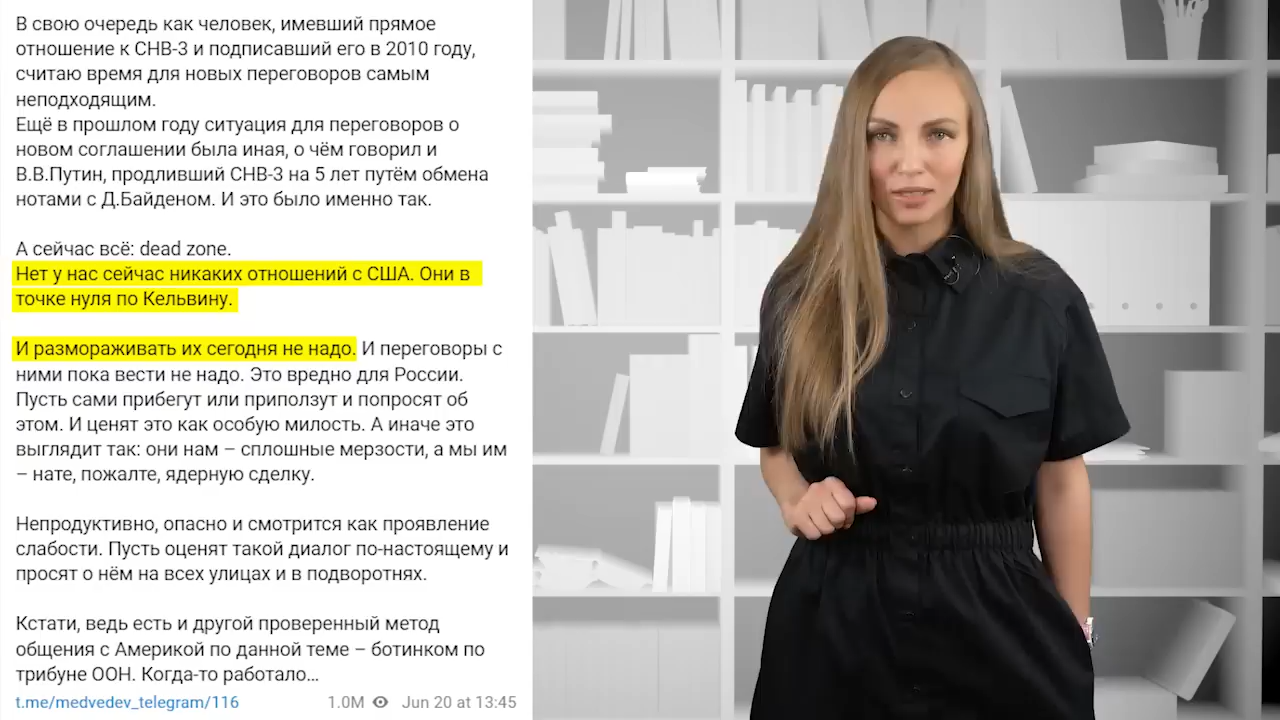 В свою очередь как человек, имевший прямое
отношение к СНВ-3 и подписавший его в 2010 году,
считаю время для новых переговоров самым
неподходящим.
Ещё в прошлом году ситуация для переговоров о
новом соглашении была иная, о чём говорил и
В.В.Путин, продливший СНВ-3 на 5 лет путём обмена
нотами с Д.Байденом. И это было именно так.
А сейчас всё: dead zone.
Нет у нас сейчас никаких отношений с США. Они в
точке нуля по Кельвину.
И размораживать их сегодня не надо. И переговоры с
ними пока вести не надо. Это вредно для России.
Пусть сами прибегут или приползут и попросят об
этом. И ценят это как особую милость. А иначе это
выглядит так: они нам – сплошные мерзости, а мы им
– нате, пожалте, ядерную сделку.
Непродуктивно, опасно и смотрится как проявление
слабости. Пусть оценят такой диалог по-настоящему и
просят о нём на всех улицах и в подворотнях.
Кстати, ведь есть и другой проверенный метод
общения с Америкой по данной теме – ботинком по
трибуне ООН. Когда-то работало…
t.me/medvedev_telegram/116 1.0M Jun 20 at 13:45